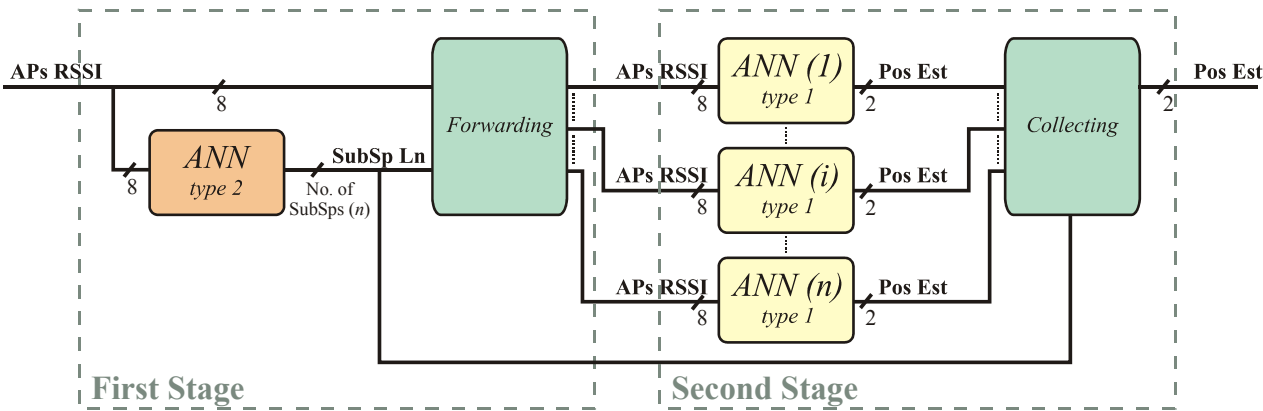 APs RSSI
8
8
ANN
type 2
SubSp Ln
No. of
SubSps (n)
Forwarding
First Stage
APs RSSI
8
ANN (1)
type 1
Pos Est
2
APs RSSI
8
ANN (i)
type 1
Pos Est
2
APs RSSI
8
ANN (n)
type 1
Pos Est
2
Collecting
Pos Est
2
Second Stage